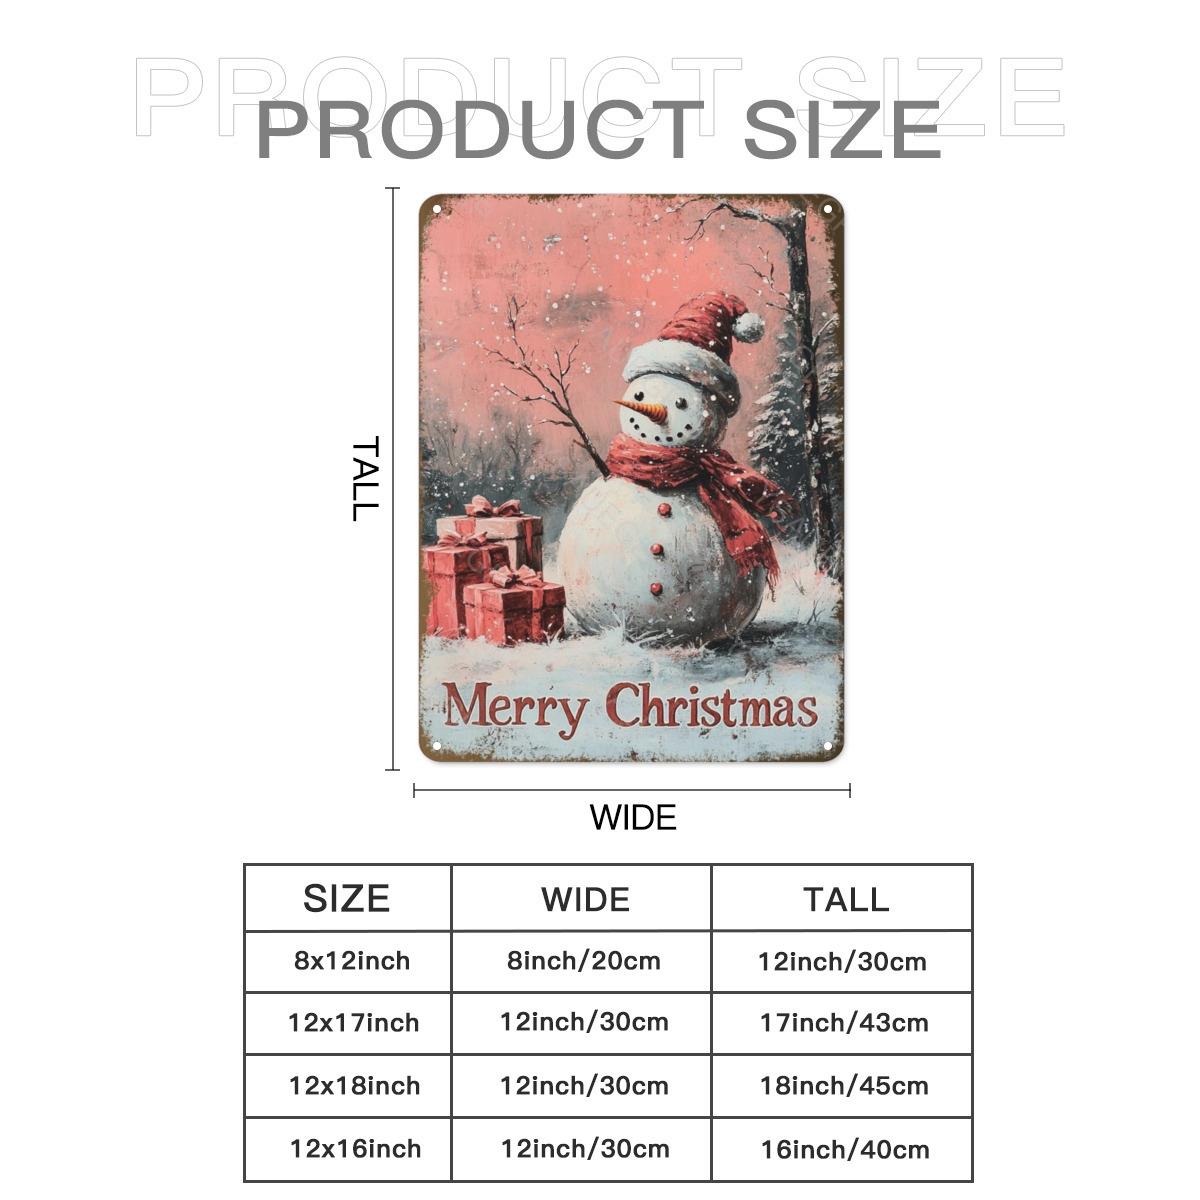 PRODUCT SIZE
PRODUCT SIZE
TALL
Merry Christmas
WIDE
SIZE WIDE TALL
8x12inch 8inch/20cm 12inch/30cm
12x17inch 12inch/30cm 17inch/43cm
12x18inch 12inch/30cm 18inch/45cm
12x16inch 12inch/30cm 16inch/40cm